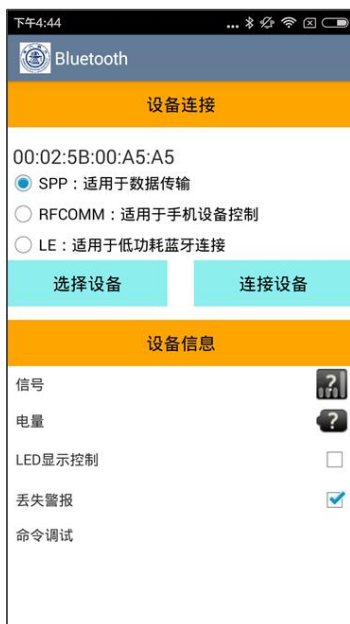 下午4:44
...
Bluetooth
设备连接
00:02:5B:00:A5:A5
SPP：适用于数据传输
RFCOMM：适用于手机设备控制
LE：适用于低功耗蓝牙连接
选择设备 连接设备
设备信息
信号 ?
电量 ?
LED显示控制
丢失警报
命令调试